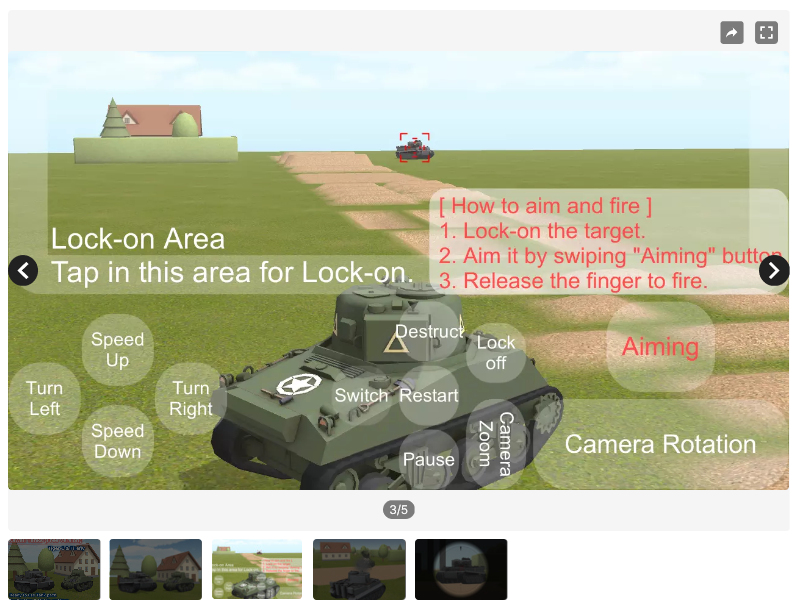 [ How to aim and fire ]
1. Lock-on the target.
2. Aim it by swiping "Aiming" button
3. Release the finger to fire.
Lock-on Area
Tap in this area for Lock-on.
Speed
Up
Turn
Left
Turn
Right
Speed
Down
Destruct
Lock
off
Switch
Restart
Pause
Camera
Zoom
Aiming
Camera Rotation
3/5